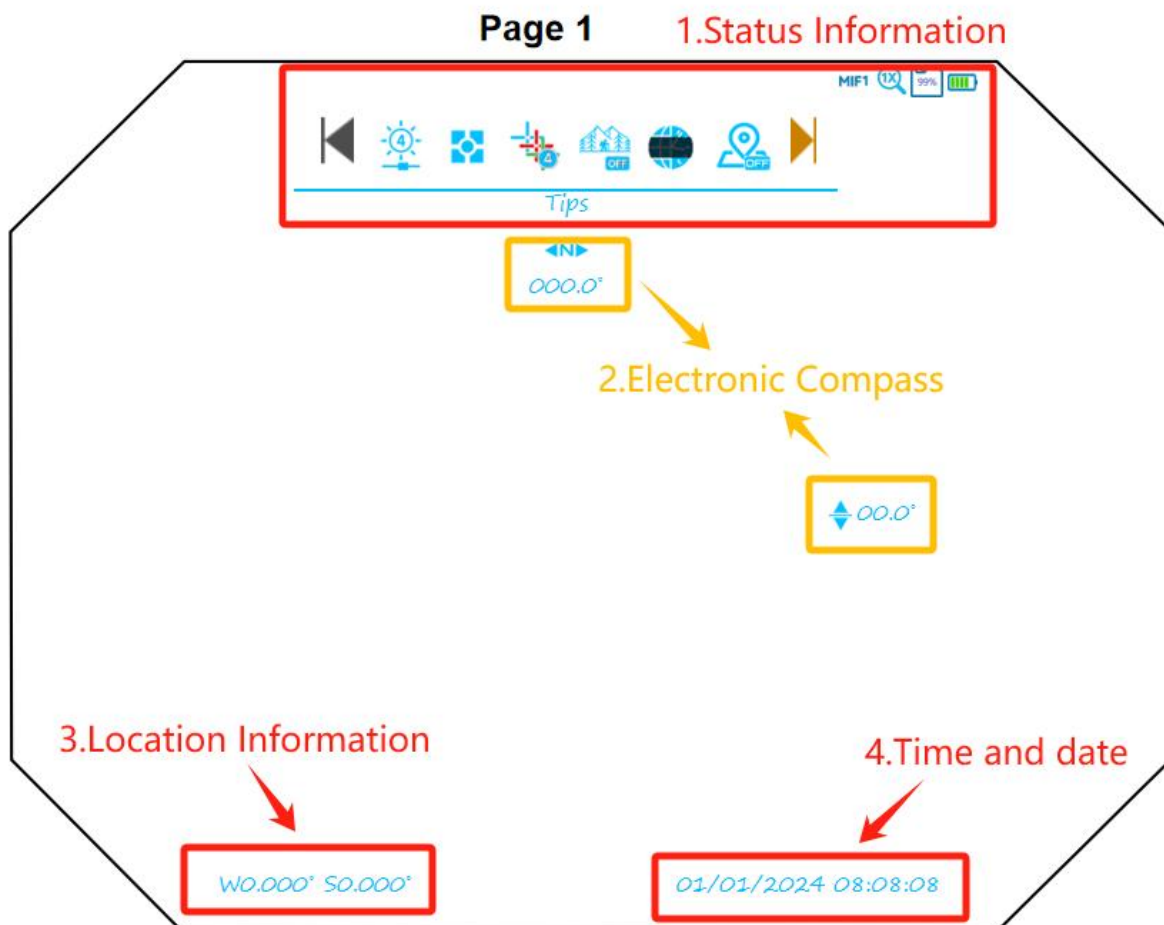 Page 1
1.Status Information
MIF1 1X 99%
4 4 OFF OFF
Tips
N
000.0°
2.Electronic Compass
00.0°
3.Location Information
4.Time and date
W0.000° S0.000°
01/01/2024 08:08:08